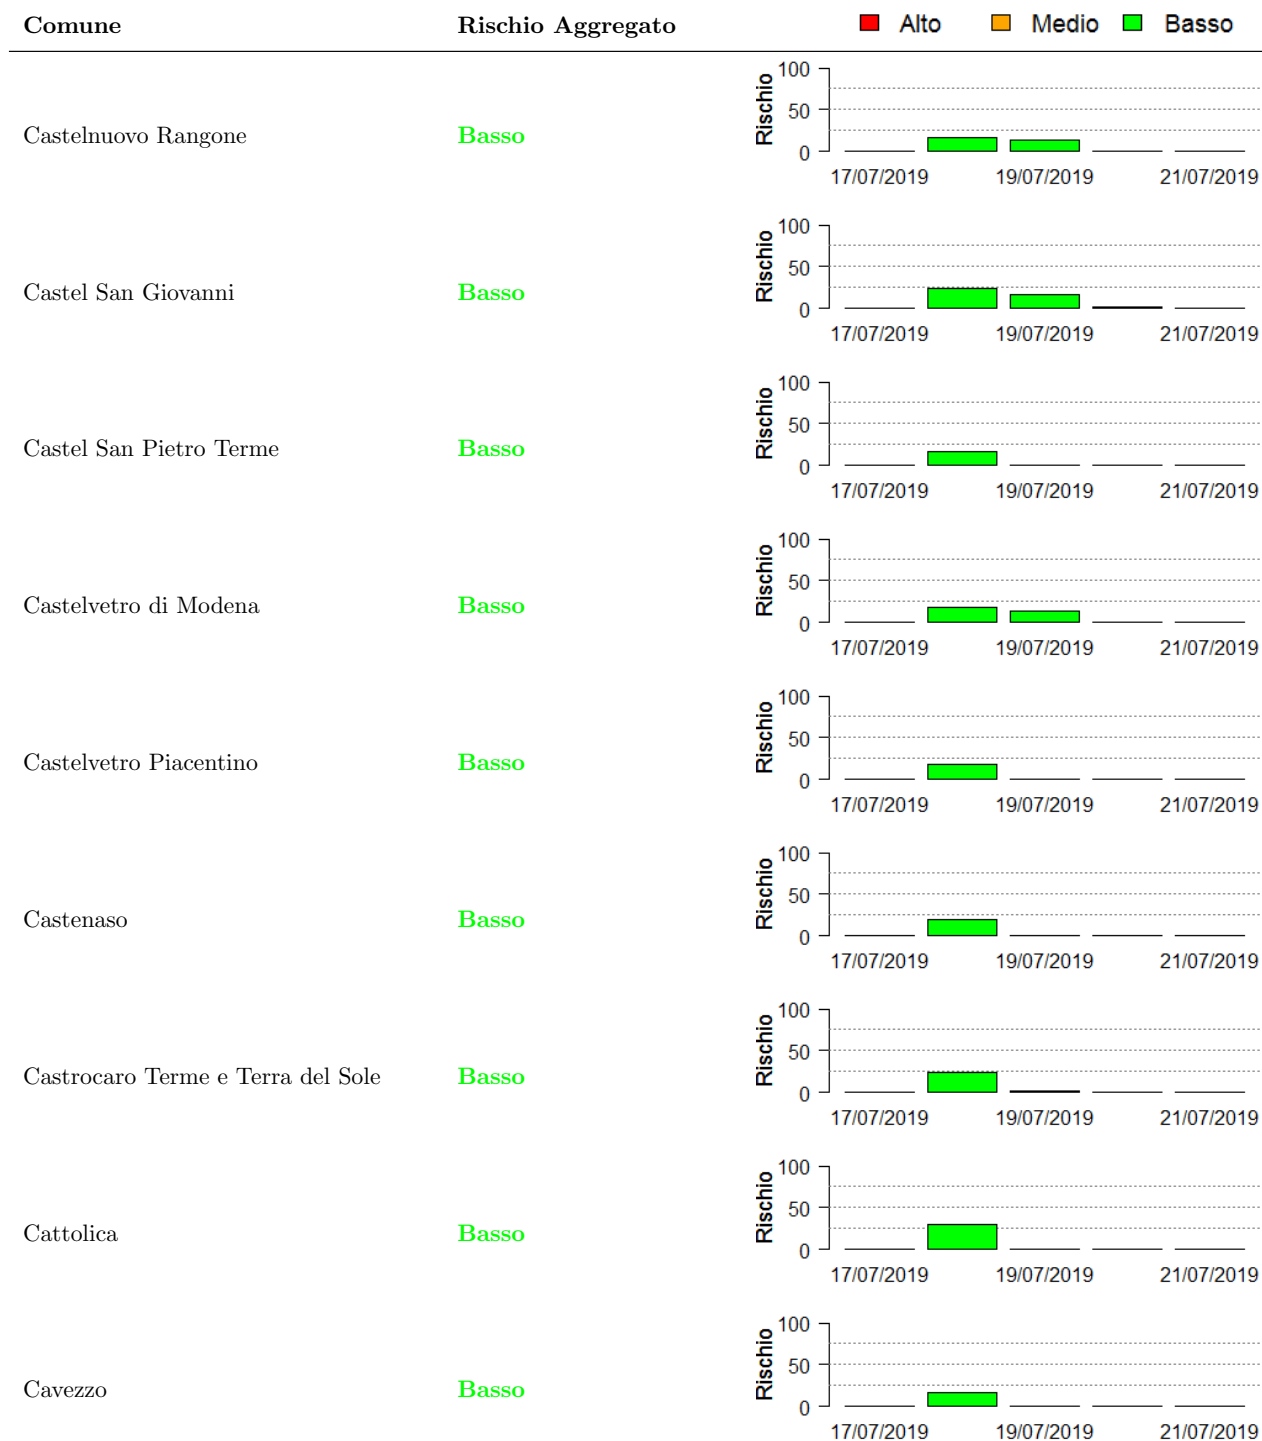 Comune Rischio Aggregato Alto Medio Basso
100
50
0
Rischio
Castelnuovo Rangone Basso
17/07/2019 19/07/2019 21/07/2019
100
50
0
Rischio
Castel San Giovanni Basso
17/07/2019 19/07/2019 21/07/2019
100
50
0
Rischio
Castel San Pietro Terme Basso
17/07/2019 19/07/2019 21/07/2019
100
50
0
Rischio
Castelvetro di Modena Basso
17/07/2019 19/07/2019 21/07/2019
100
50
0
Rischio
Castelvetro Piacentino Basso
17/07/2019 19/07/2019 21/07/2019
100
50
0
Rischio
Castenaso Basso
17/07/2019 19/07/2019 21/07/2019
100
50
0
Rischio
Castrocaro Terme e Terra del Sole Basso
17/07/2019 19/07/2019 21/07/2019
100
50
0
Rischio
Cattolica Basso
17/07/2019 19/07/2019 21/07/2019
100
50
0
Rischio
Cavezzo Basso
17/07/2019 19/07/2019 21/07/2019